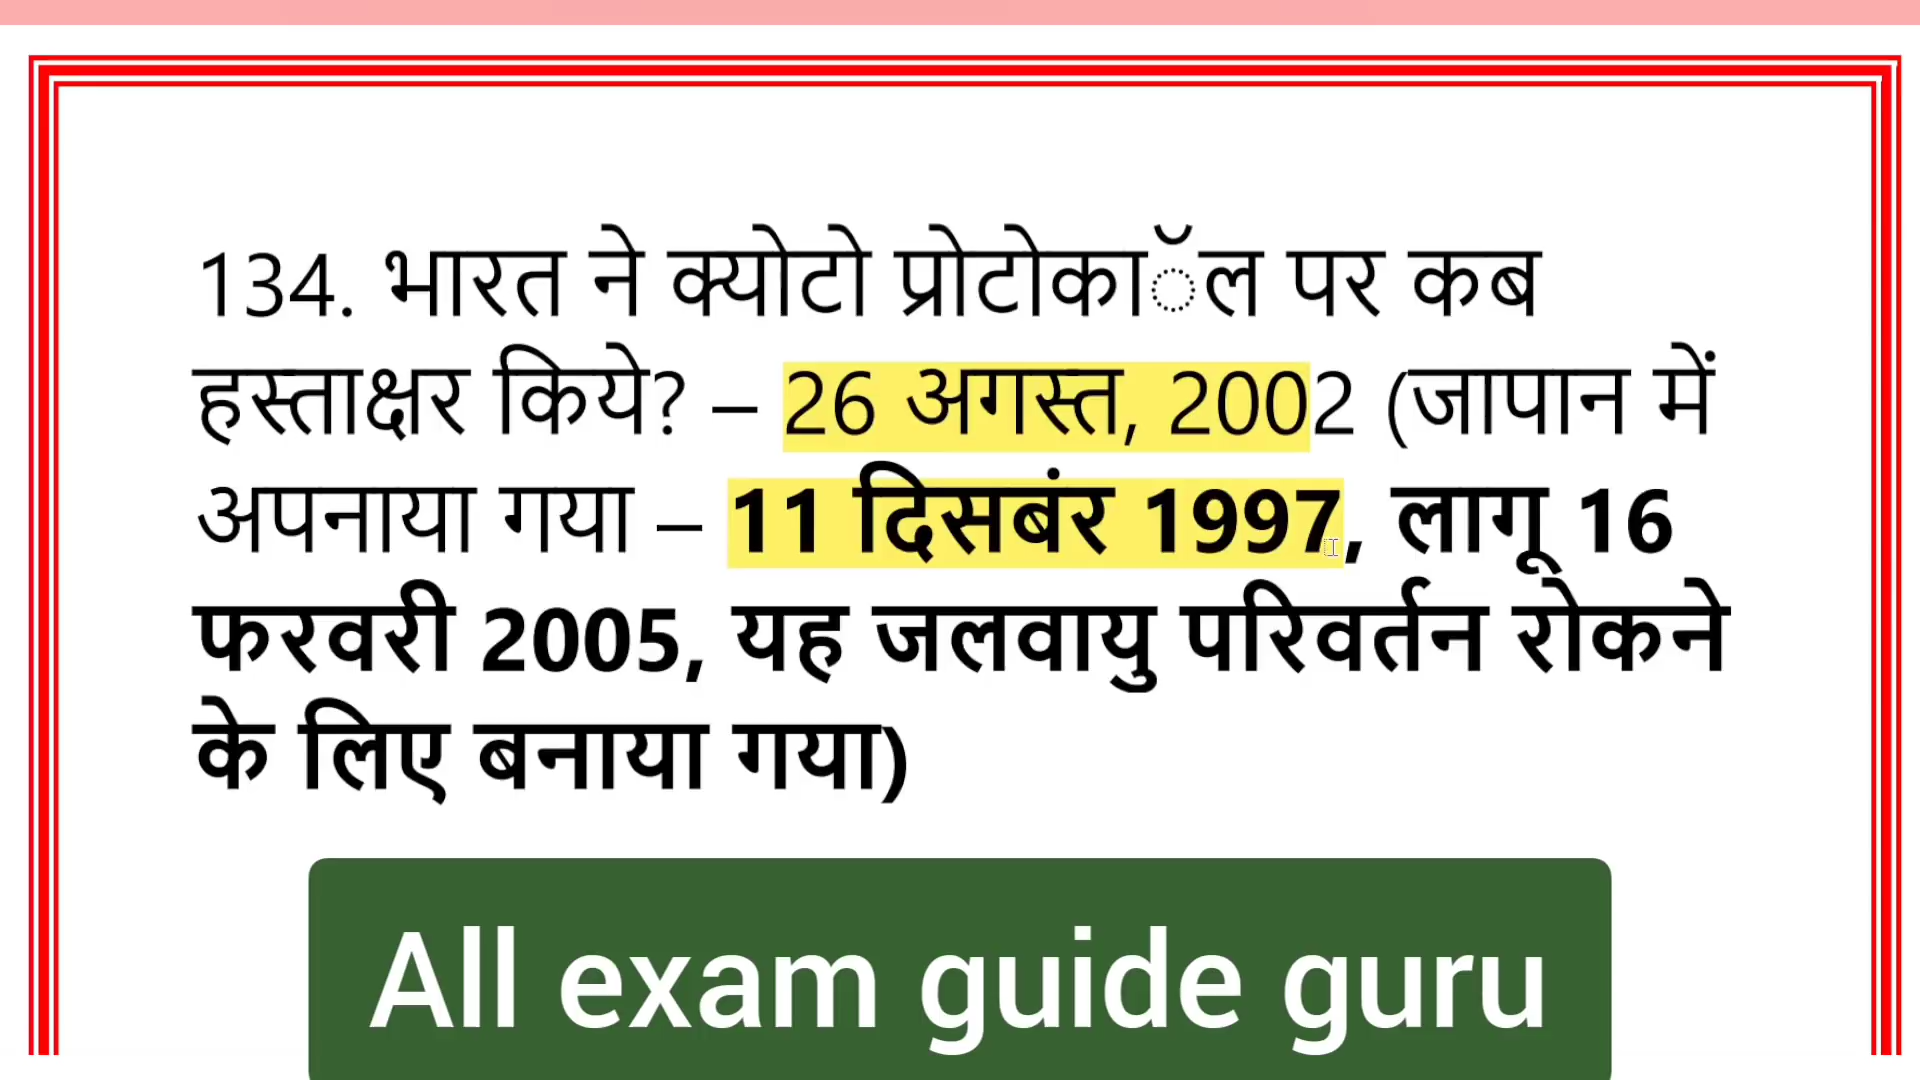 134. भारत ने क्योटो प्रोटोकाॅल पर कब
हस्ताक्षर किये? – 26 अगस्त, 2002 (जापान में
अपनाया गया – 11 दिसबंर 1997, लागू 16
फरवरी 2005, यह जलवायु परिवर्तन रोकने
के लिए बनाया गया)
All exam guide guru